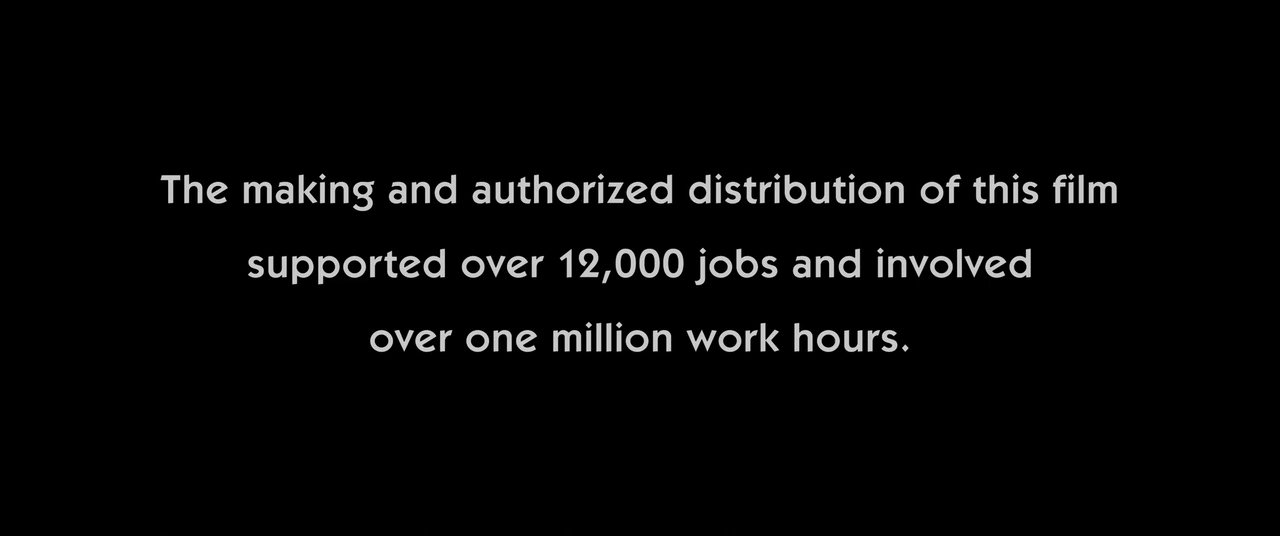 The making and authorized distribution of this film
supported over 12,000 jobs and involved
over one million work hours.